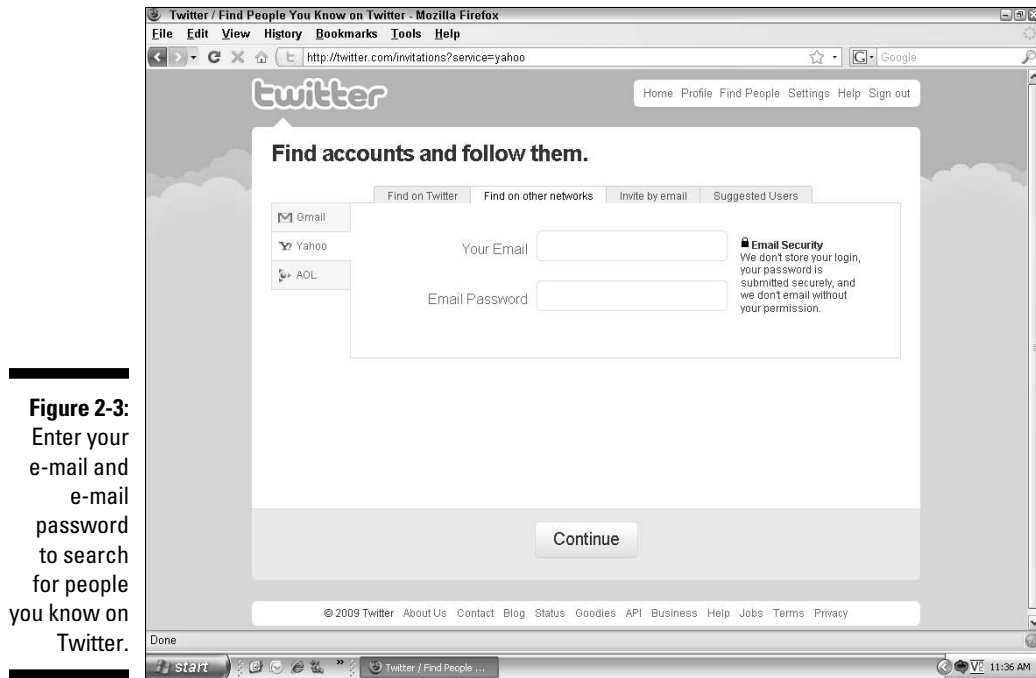 Twitter / Find People You Know on Twitter - Mozilla Firefox
File Edit View History Bookmarks Tools Help
http://twitter.com/invitations?service=yahoo
G Google
twitter
Home Profile Find People Settings Help Sign out
Find accounts and follow them.
Find on Twitter Find on other networks Invite by email Suggested Users
Gmail
Yahoo
AOL
Your Email
Email Password
Email Security
We don't store your login,
your password is
submitted securely, and
we don't email without
your permission.
Continue
© 2009 Twitter About Us Contact Blog Status Goodies API Business Help Jobs Terms Privacy
Done
start
Twitter / Find People ...
11:36 AM
Figure 2-3:
Enter your
e-mail and
e-mail
password
to search
for people
you know on
Twitter.